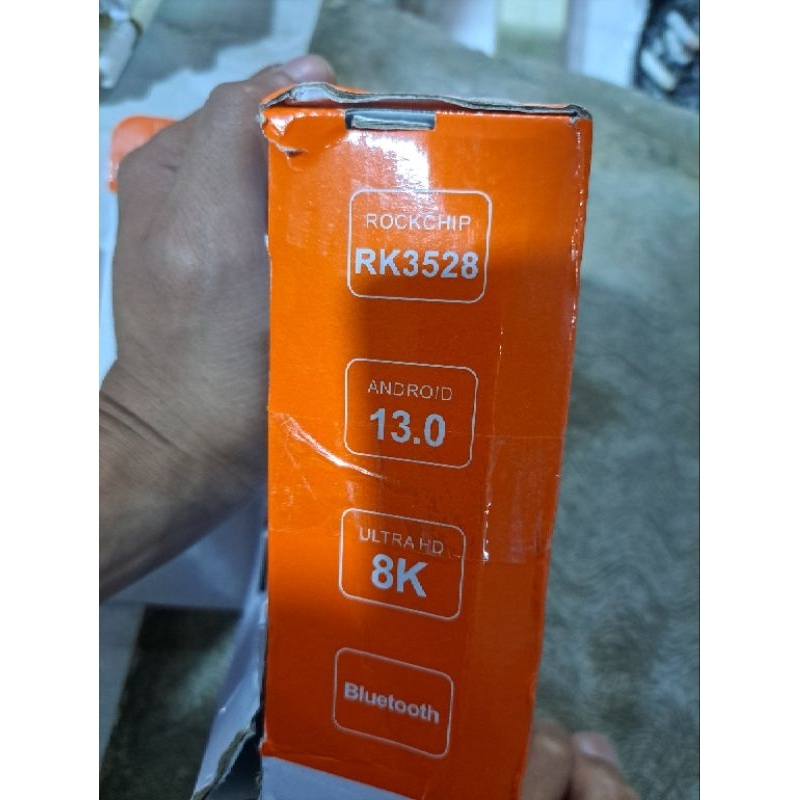 ROCKCHIP
RK3528
ANDROID
13.0
ULTRA HD
8K
Bluetooth